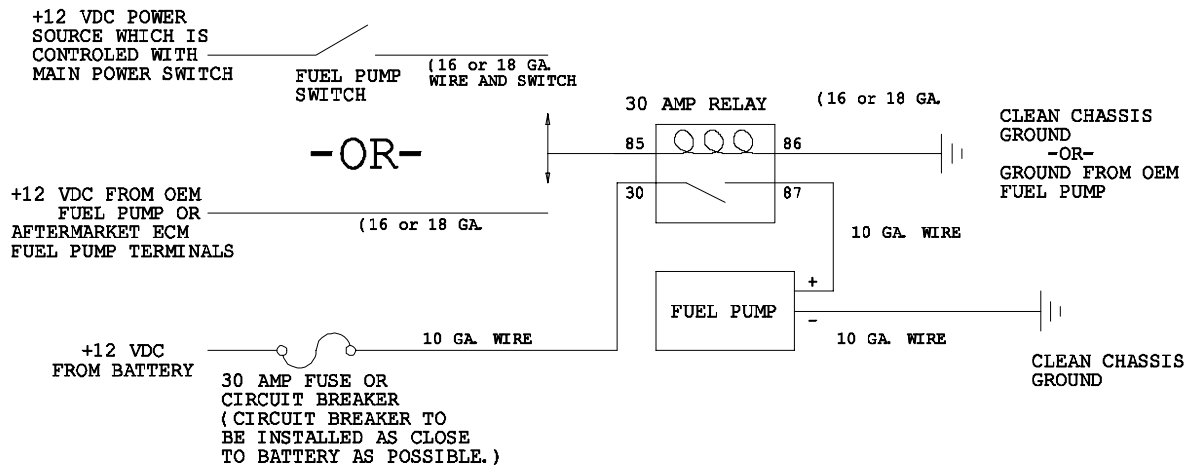 +12 VDC POWER
SOURCE WHICH IS
CONTROLED WITH
MAIN POWER SWITCH
FUEL PUMP
SWITCH
(16 or 18 GA.
WIRE AND SWITCH
-OR-
+12 VDC FROM OEM
FUEL PUMP OR
AFTERMARKET ECM
FUEL PUMP TERMINALS
(16 or 18 GA.
30 AMP RELAY
85
86
30
87
(16 or 18 GA.
CLEAN CHASSIS
GROUND
-OR-
GROUND FROM OEM
FUEL PUMP
10 GA. WIRE
FUEL PUMP
+
-
10 GA. WIRE
CLEAN CHASSIS
GROUND
+12 VDC
FROM BATTERY
10 GA. WIRE
30 AMP FUSE OR
CIRCUIT BREAKER
(CIRCUIT BREAKER TO
BE INSTALLED AS CLOSE
TO BATTERY AS POSSIBLE.)